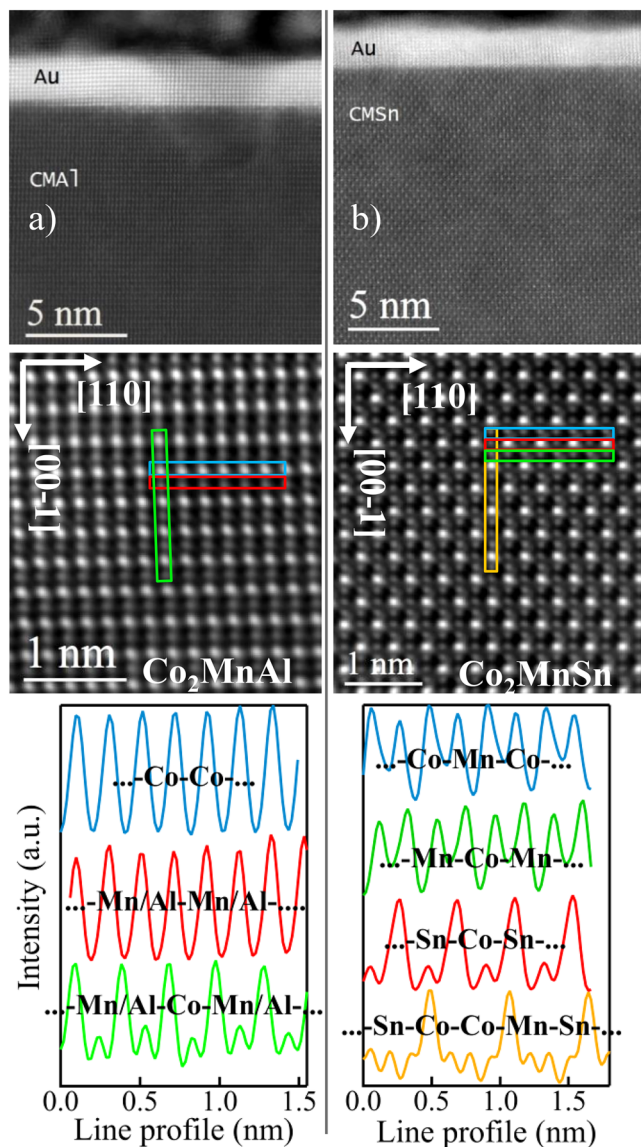 Au
CMAl
a)
5 nm
Au
CMSn
b)
5 nm
[110]
[00-1]
1 nm
Co₂MnAl
[110]
[00-1]
1 nm
Co₂MnSn
Intensity (a.u.)
...-Co-Co-...
...-Mn/Al-Mn/Al-....
...-Mn/Al-Co-Mn/Al-...
0.0 0.5 1.0 1.5
Line profile (nm)
...-Co-Mn-Co-...
...-Mn-Co-Mn-...
...-Sn-Co-Sn-...
...-Sn-Co-Co-Mn-Sn-...
0.0 0.5 1.0 1.5
Line profile (nm)